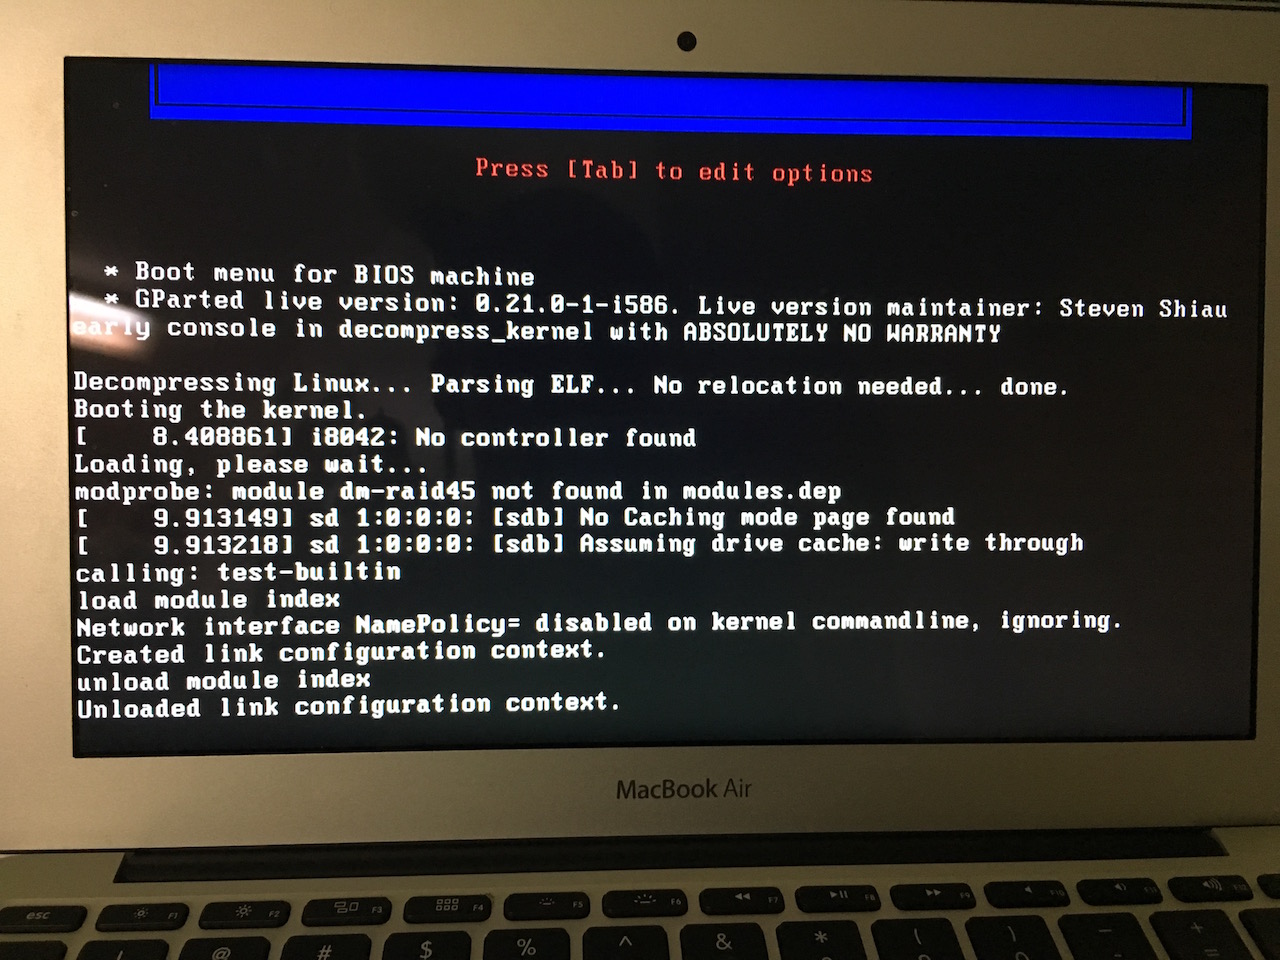 Press [Tab] to edit options
* Boot menu for BIOS machine
* GParted live version: 0.21.0-1-i586. Live version maintainer: Steven Shiau
early console in decompress_kernel with ABSOLUTELY NO WARRANTY
Decompressing Linux... Parsing ELF... No relocation needed... done.
Booting the kernel.
[    8.408861] i8042: No controller found
Loading, please wait...
modprobe: module dm-raid45 not found in modules.dep
[    9.913149] sd 1:0:0:0: [sdb] No Caching mode page found
[    9.913218] sd 1:0:0:0: [sdb] Assuming drive cache: write through
calling: test-builtin
load module index
Network interface NamePolicy= disabled on kernel commandline, ignoring.
Created link configuration context.
unload module index
Unloaded link configuration context.
MacBook Air
esc F1 F2 F3 F4 F5 F6 F7 F8 F9 F10 F11 F12
! @ # $ % ^ & * ( ) - + =